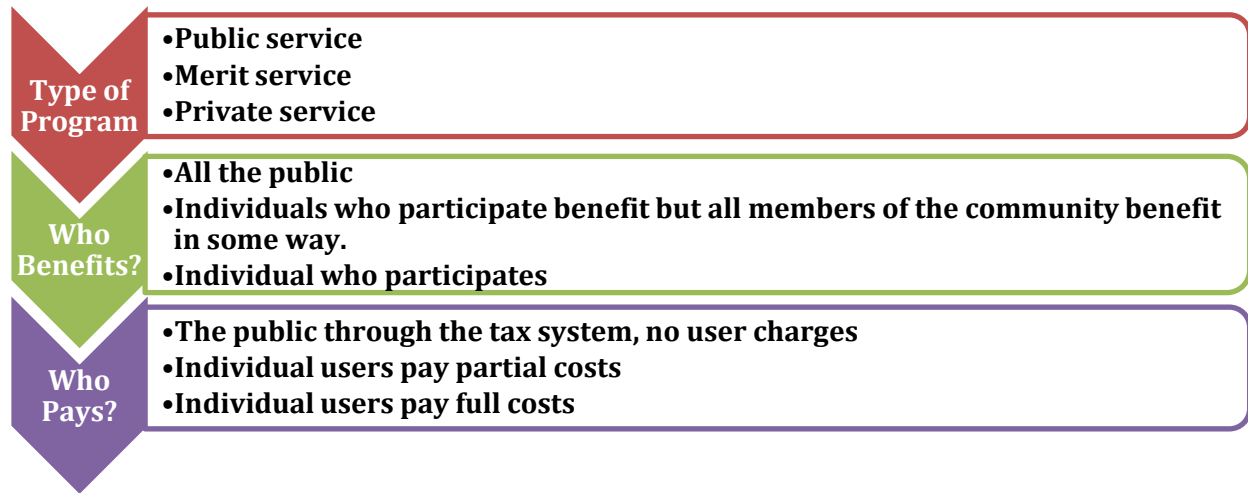 Type of
Program
•Public service
•Merit service
•Private service
Who
Benefits?
•All the public
•Individuals who participate benefit but all members of the community benefit
in some way.
•Individual who participates
Who
Pays?
•The public through the tax system, no user charges
•Individual users pay partial costs
•Individual users pay full costs